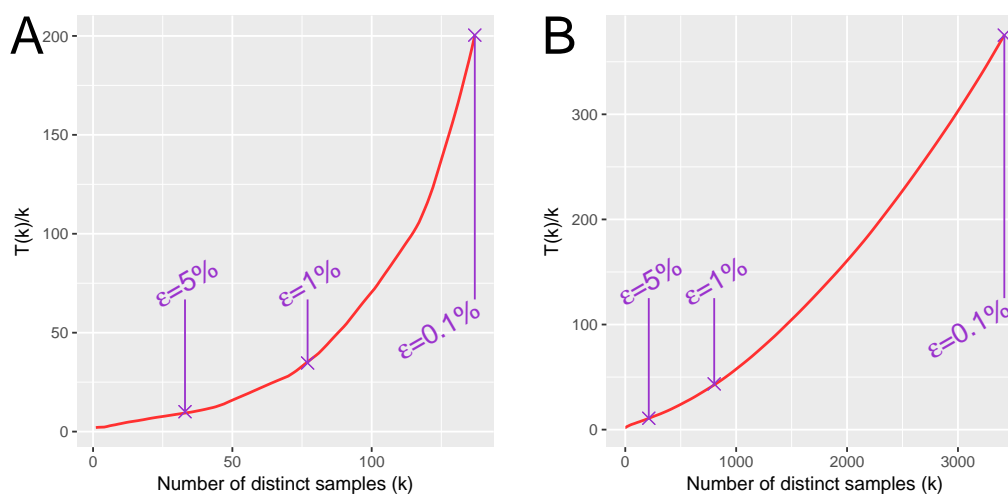 A
200
150
100
50
0
T(k)/k
ε=5%
ε=1%
ε=0.1%
0
50
100
Number of distinct samples (k)
B
300
200
100
0
T(k)/k
ε=5%
ε=1%
ε=0.1%
0
1000
2000
3000
Number of distinct samples (k)